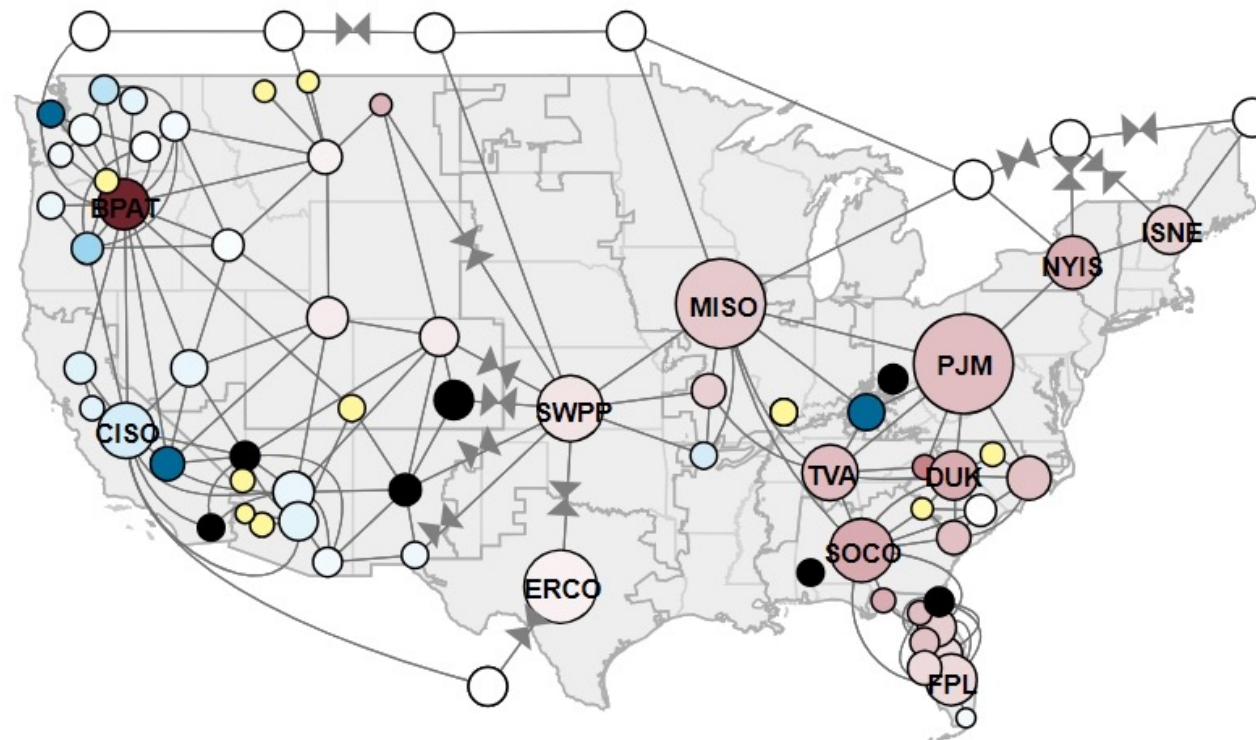 BPAT
ISNE
NYIS
MISO
PJM
SWPP
CISO
TVA
DUK
SOCO
ERCO
FPL